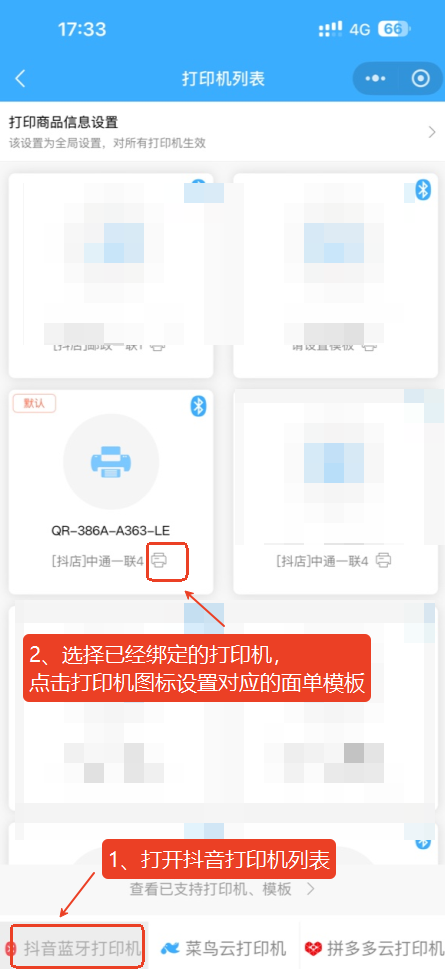 17:33
4G
66
打印机列表
打印商品信息设置
该设置为全局设置，对所有打印机生效
请设置模板
默认
QR-386A-A363-LE
[抖店]中通一联4
[抖店]中通一联4
2、选择已经绑定的打印机，
点击打印机图标设置对应的面单模板
1、打开抖音打印机列表
查看已支持打印机、模板
抖音蓝牙打印机
菜鸟云打印机
拼多多云打印机